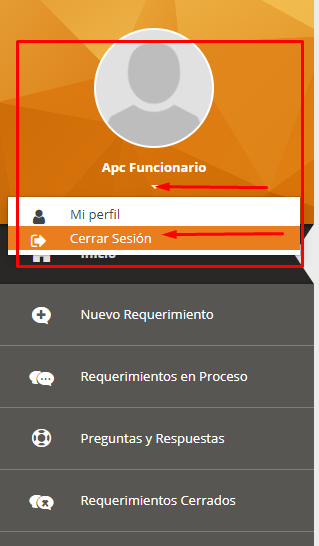 Apc Funcionario
Mi perfil
Cerrar Sesión
Inicio
Nuevo Requerimiento
Requerimientos en Proceso
Preguntas y Respuestas
Requerimientos Cerrados